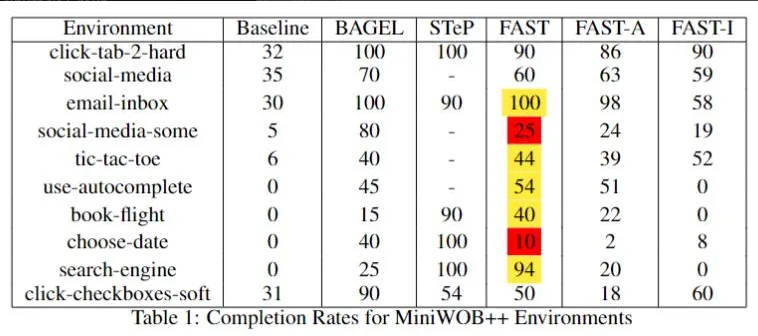 Environment Baseline BAGEL STeP FAST FAST-A FAST-I
click-tab-2-hard 32 100 100 90 86 90
social-media 35 70 - 60 63 59
email-inbox 30 100 90 100 98 58
social-media-some 5 80 - 25 24 19
tic-tac-toe 6 40 - 44 39 52
use-autocomplete 0 45 - 54 51 0
book-flight 0 15 90 40 22 0
choose-date 0 40 100 10 2 8
search-engine 0 25 100 94 20 0
click-checkboxes-soft 31 90 54 50 18 60
Table 1: Completion Rates for MiniWOB++ Environments